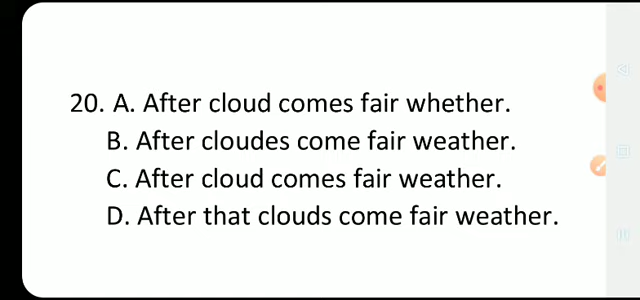 20. A. After cloud comes fair whether.
B. After cloudes come fair weather.
C. After cloud comes fair weather.
D. After that clouds come fair weather.